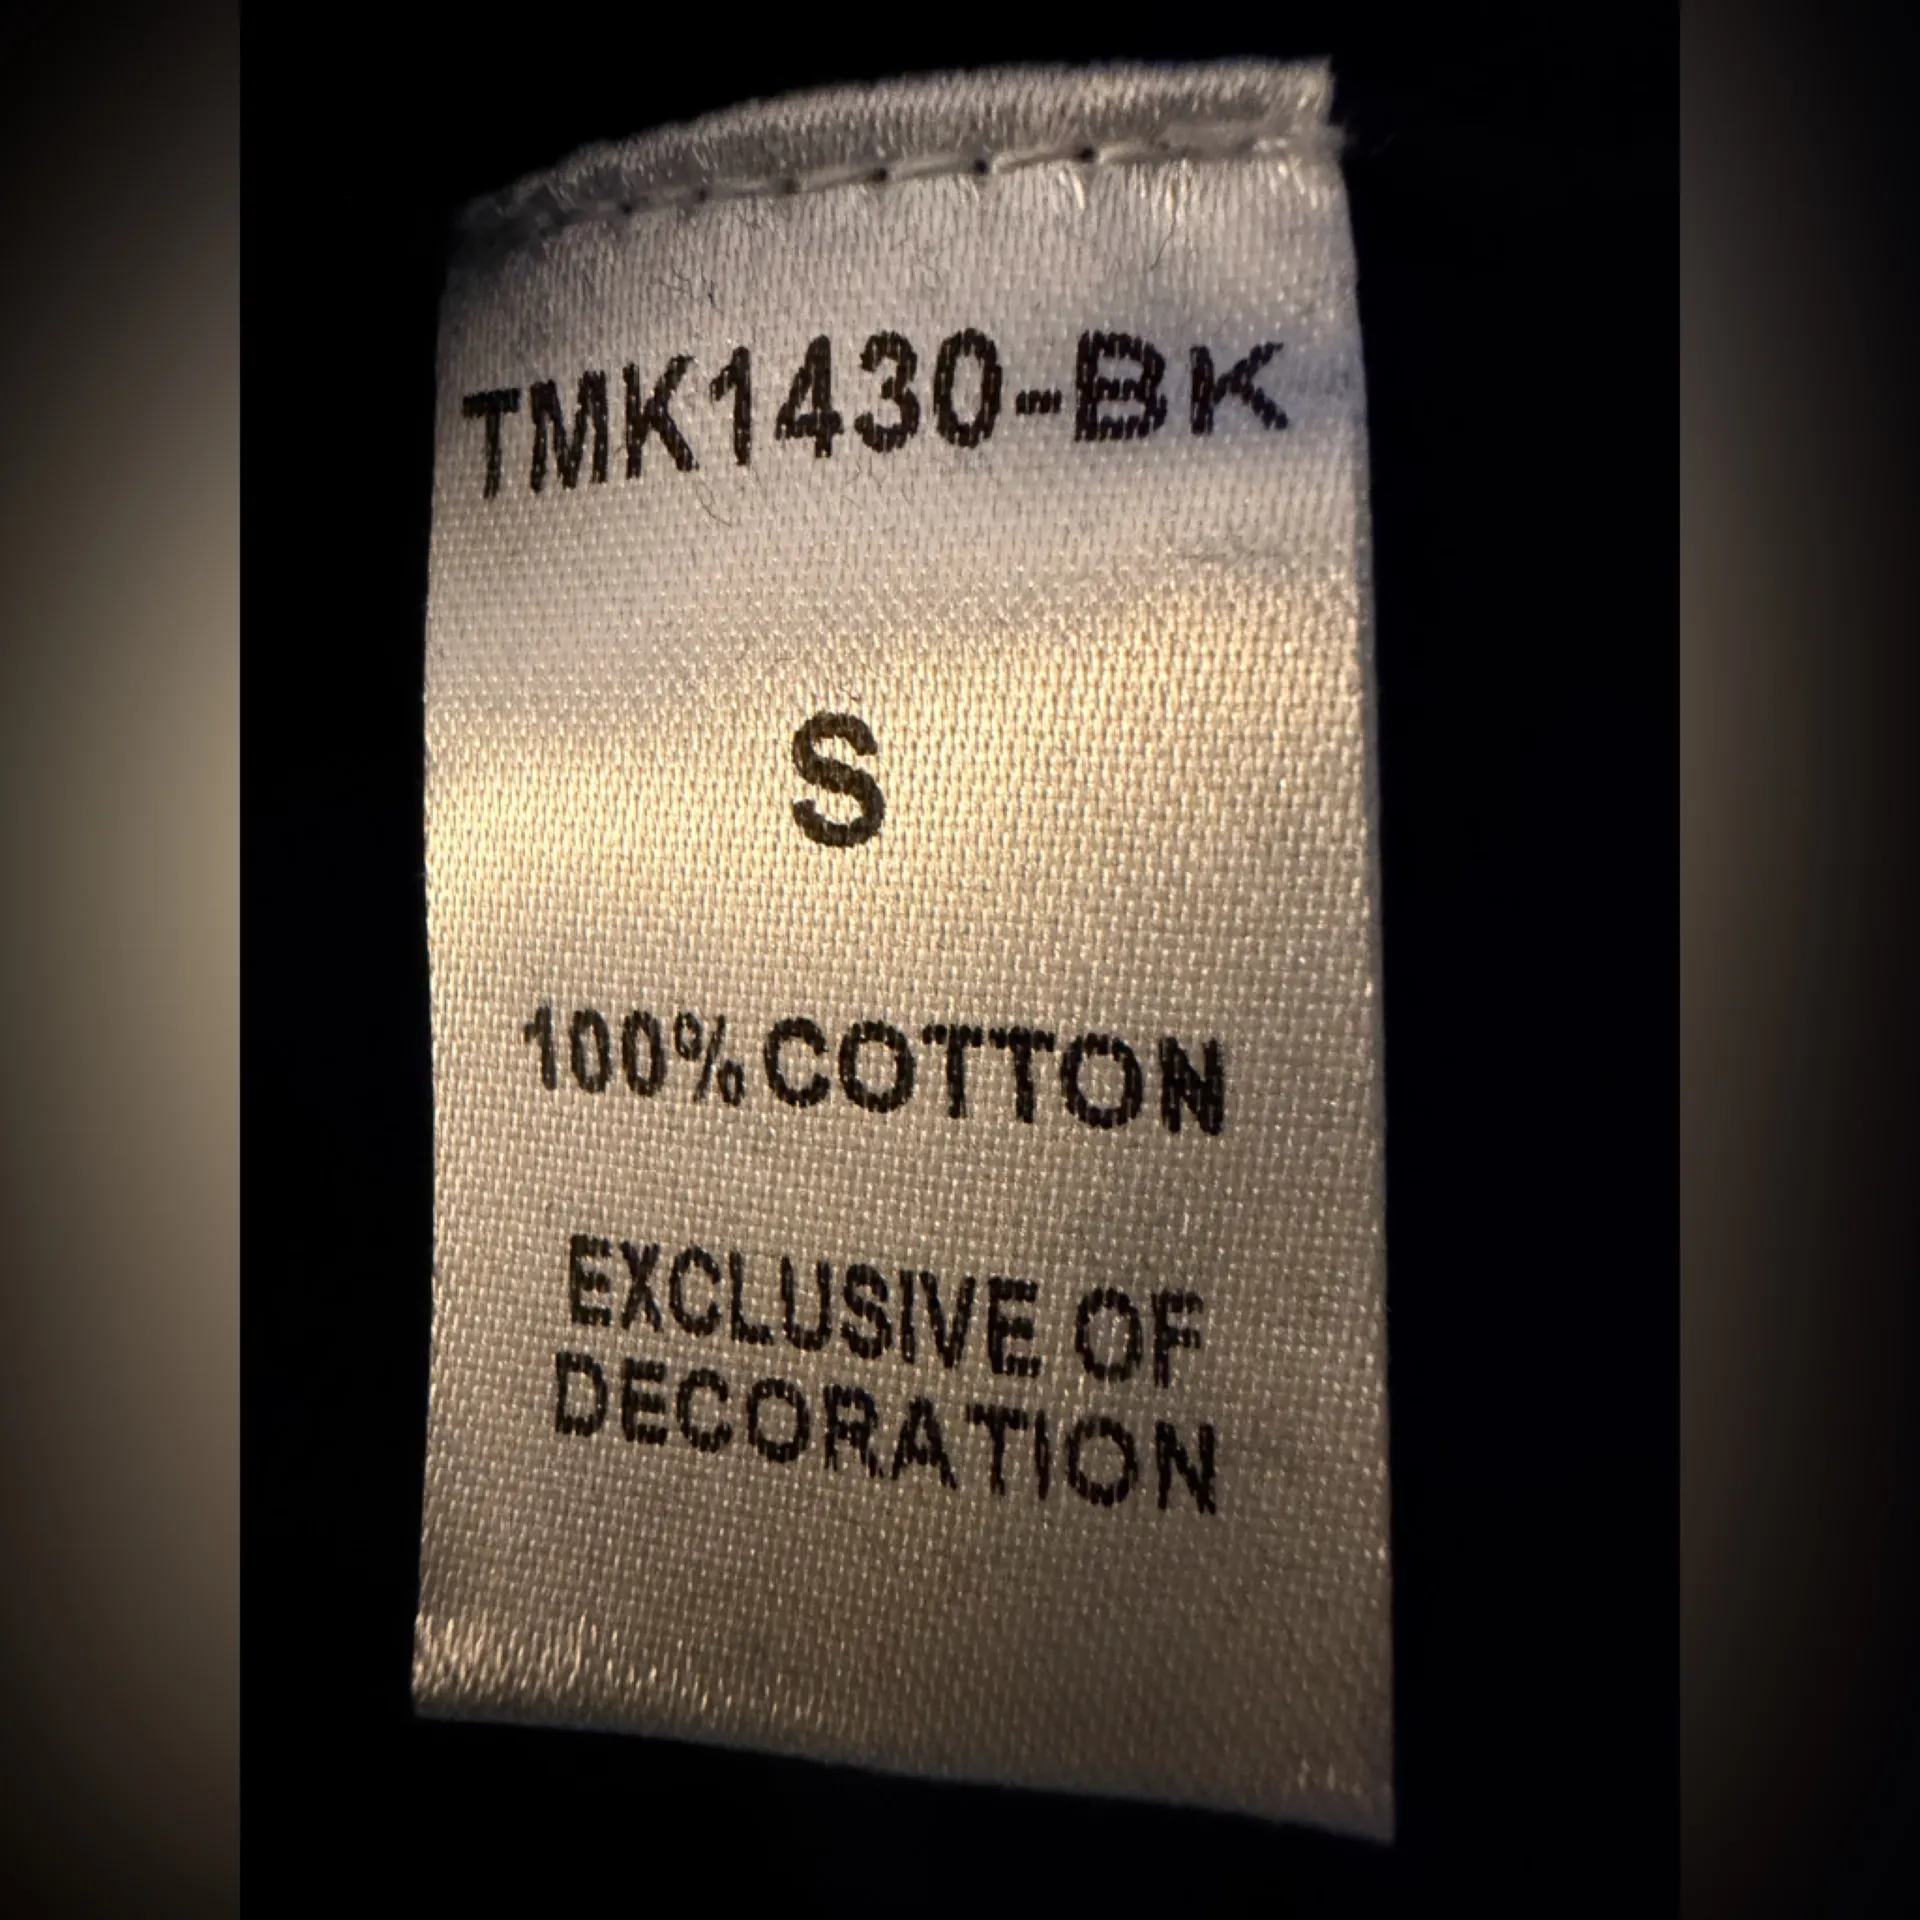 TMK1430-BK
S
100% COTTON
EXCLUSIVE OF
DECORATION